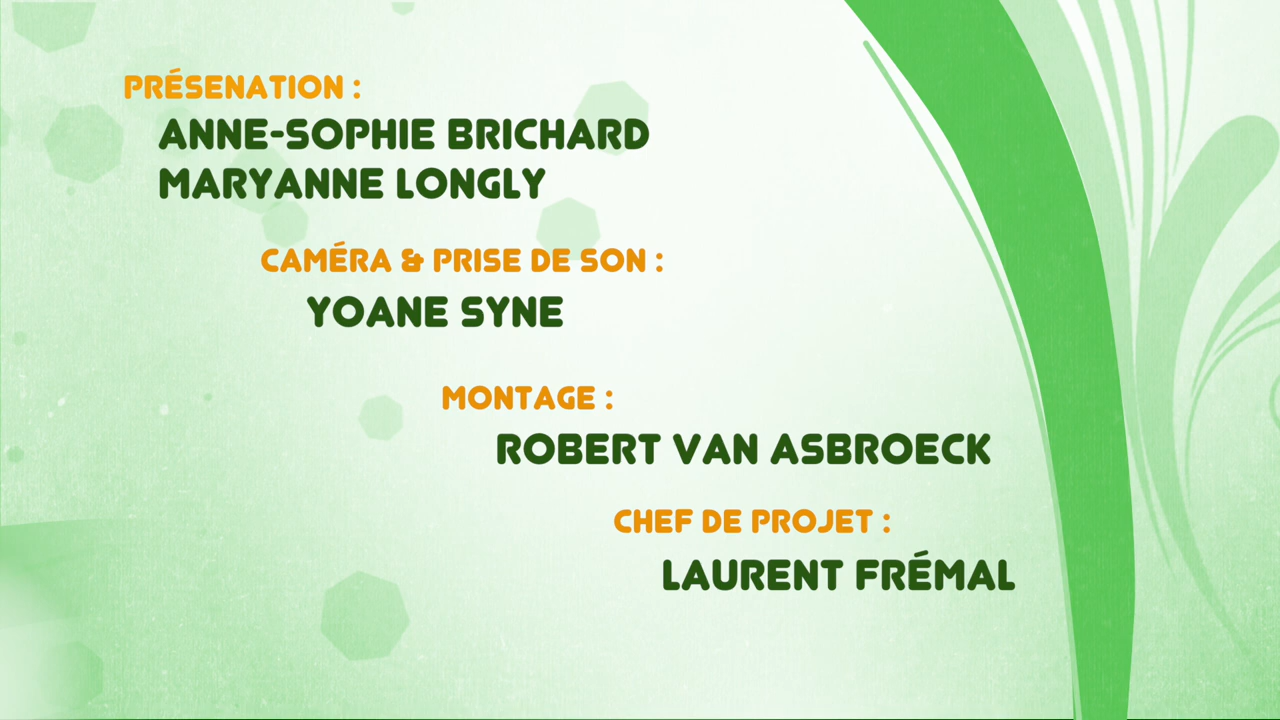 PRÉSENATION :
ANNE-SOPHIE BRICHARD
MARYANNE LONGLY
CAMÉRA & PRISE DE SON :
YOANE SYNE
MONTAGE :
ROBERT VAN ASBROECK
CHEF DE PROJET :
LAURENT FRÉMAL